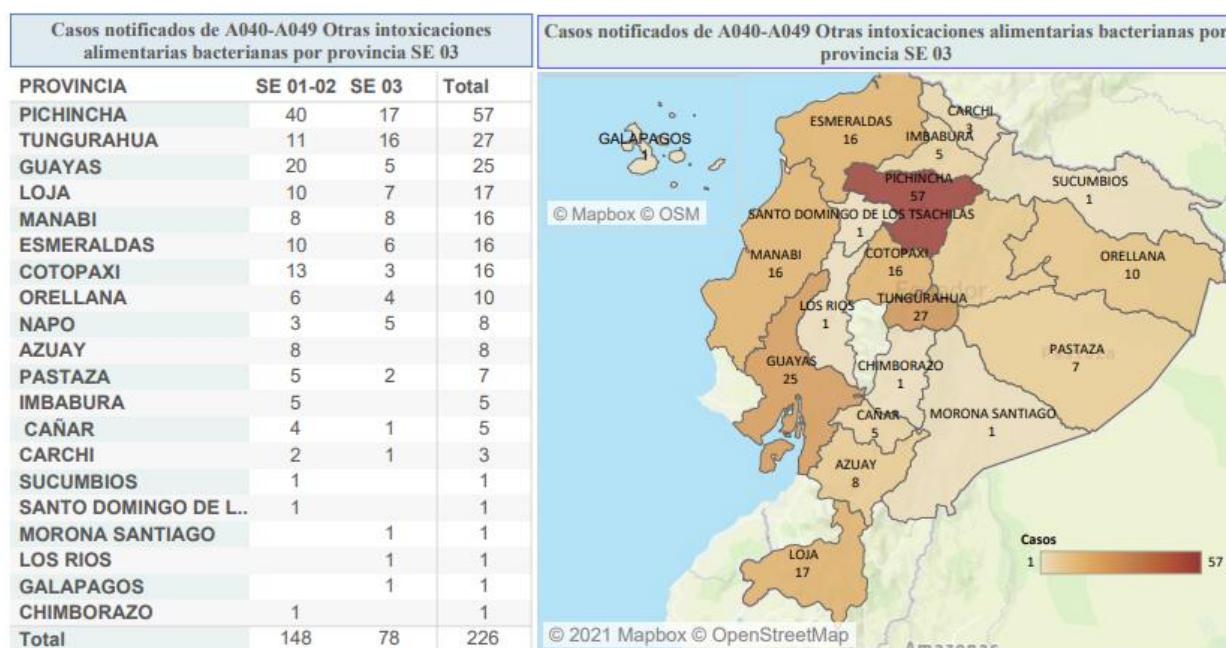 Casos notificados de A040-A049 Otras intoxicaciones
alimentarias bacterianas por provincia SE 03
PROVINCIA SE 01-02 SE 03 Total
PICHINCHA 40 17 57
TUNGURAHUA 11 16 27
GUAYAS 20 5 25
LOJA 10 7 17
MANABI 8 8 16
ESMERALDAS 10 6 16
COTOPAXI 13 3 16
ORELLANA 6 4 10
NAPO 3 5 8
AZUAY 8 8
PASTAZA 5 2 7
IMBABURA 5 5
CAÑAR 4 1 5
CARCHI 2 1 3
SUCUMBIOS 1 1
SANTO DOMINGO DE L.. 1 1
MORONA SANTIAGO 1 1
LOS RIOS 1 1
GALAPAGOS 1 1
CHIMBORAZO 1 1
Total 148 78 226
Casos notificados de A040-A049 Otras intoxicaciones alimentarias bacterianas por
provincia SE 03
CARCHI
3
ESMERALDAS
16
GALAPAGOS
1
IMBABURA
5
PICHINCHA
57
SUCUMBIOS
1
© Mapbox © OSM
SANTO DOMINGO DE LOS TSACHILAS
1
MANABI
16
COTOPAXI
16
ORELLANA
10
Ecuador
TUNGURAHUA
27
LOS RIOS
1
PASTAZA
7
GUAYAS
25
CHIMBORAZO
1
CAÑAR
5
MORONA SANTIAGO
1
AZUAY
8
LOJA
17
Casos
1 57
© 2021 Mapbox © OpenStreetMap
Amazonas